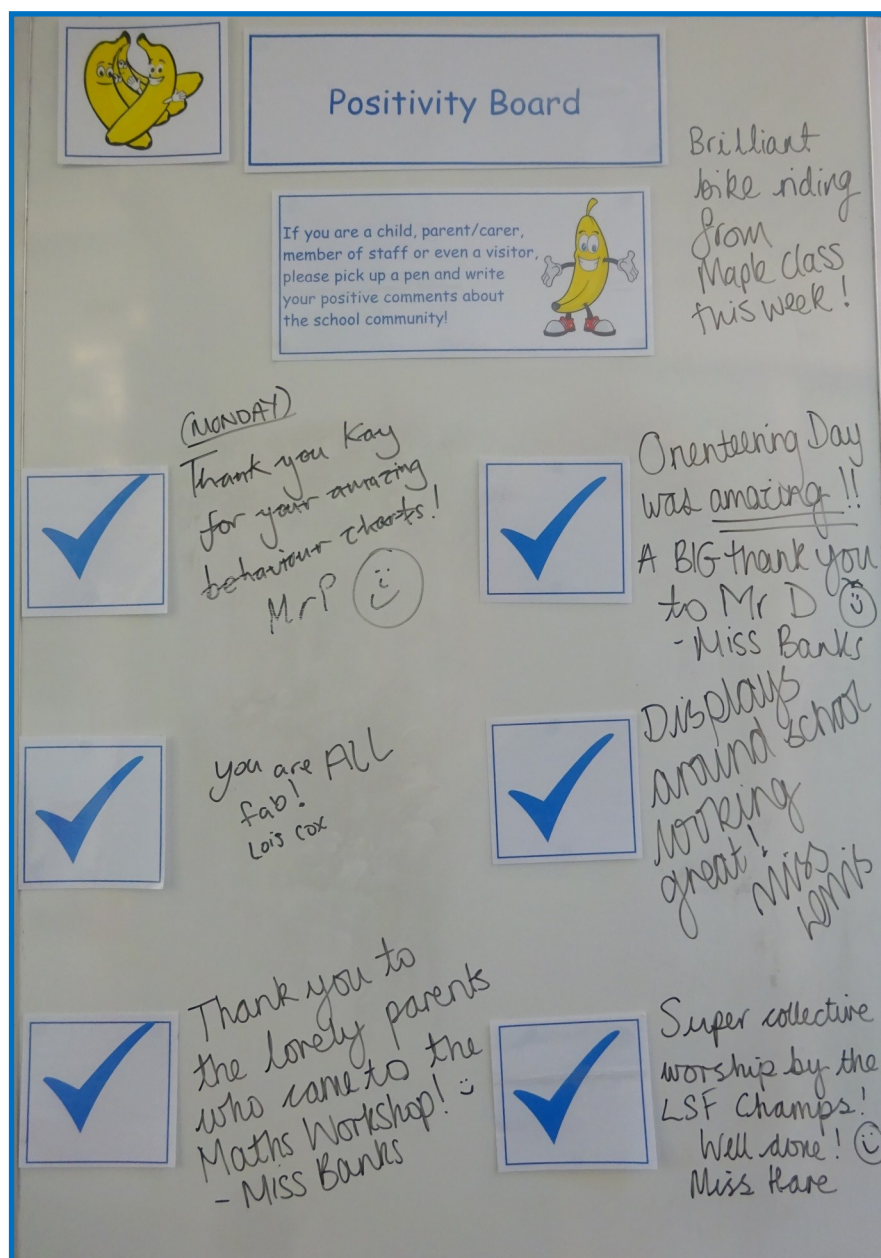 Positivity Board
If you are a child, parent/carer,
member of staff or even a visitor,
please pick up a pen and write
your positive comments about
the school community!
Brilliant
bike riding
from
Maple class
this week!
(MONDAY)
Thank you Kay
for your amazing
behaviour charts!
Mr P
Orienteering Day
was amazing!!
A BIG thank you
to Mr D
- Miss Banks
you are ALL
fab!
Lois Cox
Displays
around school
looking
great!
Miss
Thank you to
the lovely parents
who came to the
Maths Workshop!
- Miss Banks
Super collective
worship by the
LSF Champs!
Well done!
Miss Hare